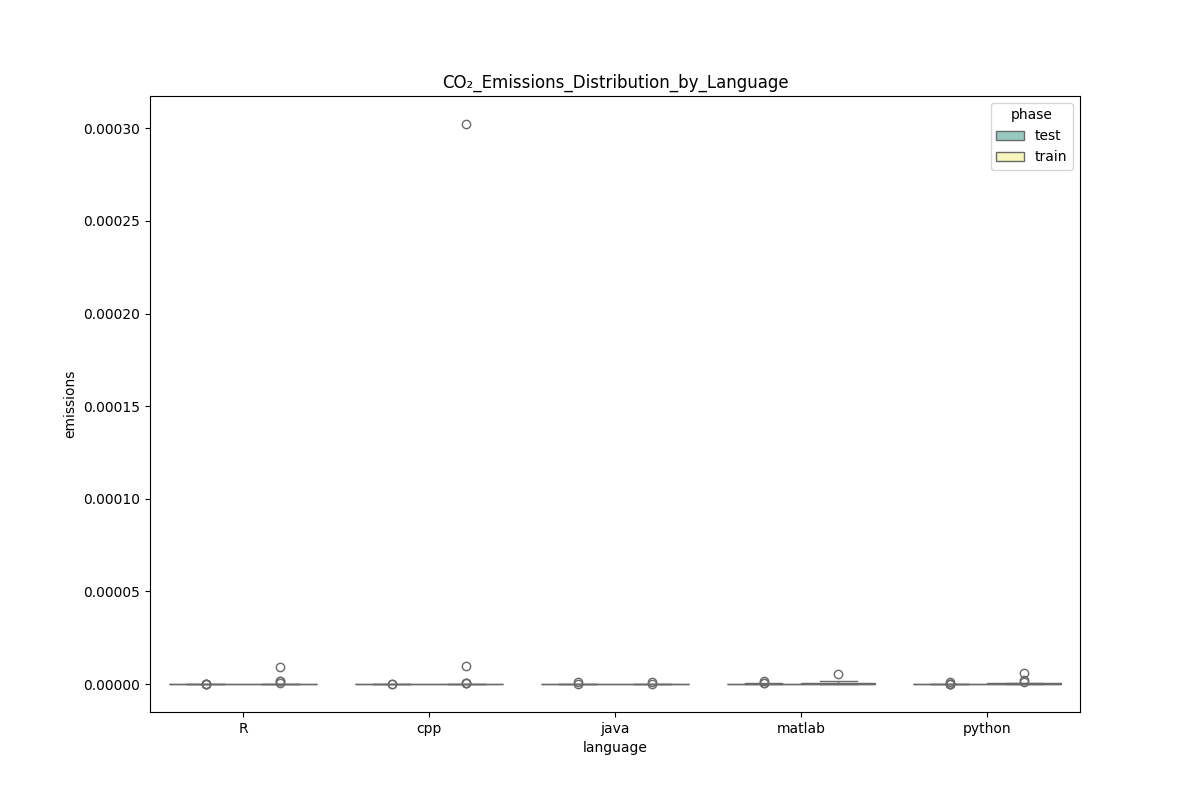 CO₂_Emissions_Distribution_by_Language
phase
test
train
0.00030
0.00025
0.00020
0.00015
0.00010
0.00005
0.00000
emissions
R cpp java matlab python
language